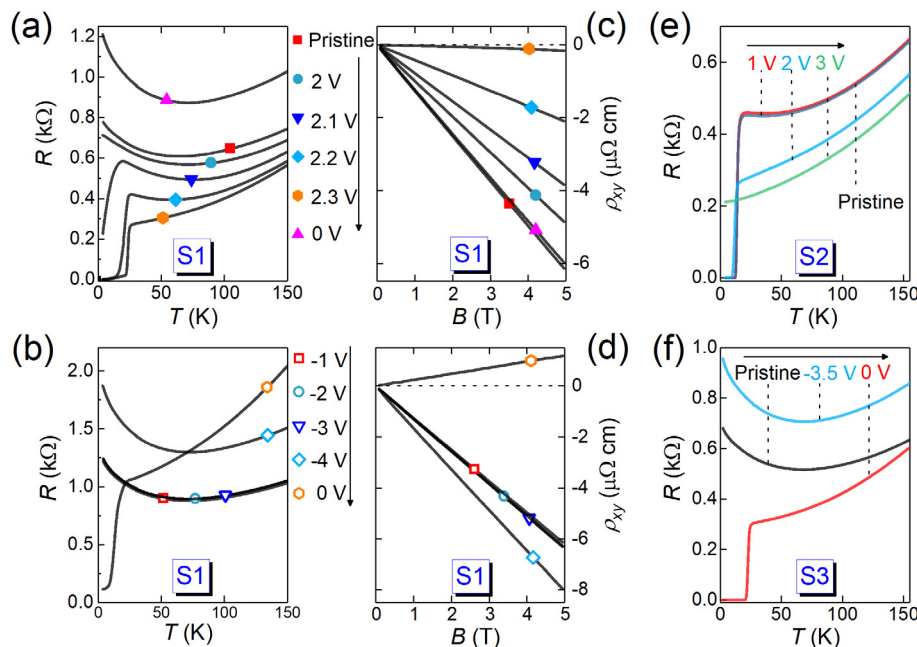 (a)
1.2
1.0
0.8
0.6
0.4
0.2
0.0
R (kΩ)
0 50 100 150
T (K)
S1
Pristine
2 V
2.1 V
2.2 V
2.3 V
0 V
(c)
0
-2
-4
-6
ρxy (μΩ cm)
0 1 2 3 4 5
B (T)
S1
(e)
1 V 2 V 3 V
0.6
0.4
0.2
0.0
R (kΩ)
Pristine
S2
0 50 100 150
T (K)
(b)
2.0
1.5
1.0
0.5
0.0
R (kΩ)
0 50 100 150
T (K)
S1
-1 V
-2 V
-3 V
-4 V
0 V
(d)
0
-2
-4
-6
-8
ρxy (μΩ cm)
0 1 2 3 4 5
B (T)
S1
(f)
Pristine -3.5 V 0 V
1.0
0.8
0.6
0.4
0.2
0.0
R (kΩ)
S3
0 50 100 150
T (K)